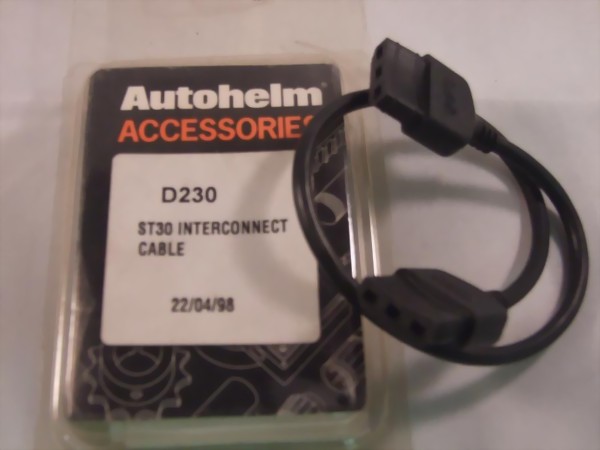 Autohelm
ACCESSORIES
D230
ST30 INTERCONNECT
CABLE
22/04/98